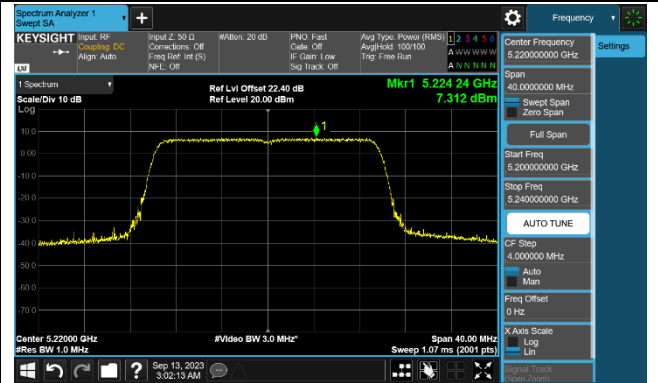 Spectrum Analyzer 1
Swept SA
Frequency
KEYSIGHT
Input: RF
Coupling: DC
Align: Auto
Input Z: 50 Ω
Corrections: Off
Freq Ref: Int (S)
NFE: Off
#Atten: 20 dB
PNO: Fast
Gate: Off
IF Gain: Low
Sig Track: Off
Avg Type: Power (RMS)
Avg|Hold: 100/100
Trig: Free Run
1 2 3 4 5 6
A W W W W W
A N N N N N
LXI
1 Spectrum
Scale/Div 10 dB
Log
Ref Lvl Offset 22.40 dB
Ref Level 20.00 dBm
Mkr1 5.224 24 GHz
7.312 dBm
1
10.0
0.00
-10.0
-20.0
-30.0
-40.0
-50.0
-60.0
-70.0
Center 5.22000 GHz
#Res BW 1.0 MHz
#Video BW 3.0 MHz*
Span 40.00 MHz
Sweep 1.07 ms (2001 pts)
Sep 13, 2023
3:02:13 AM
Center Frequency
5.220000000 GHz
Span
40.0000000 MHz
Swept Span
Zero Span
Full Span
Start Freq
5.200000000 GHz
Stop Freq
5.240000000 GHz
AUTO TUNE
CF Step
4.000000 MHz
Auto
Man
Freq Offset
0 Hz
X Axis Scale
Log
Lin
Signal Track
(Span Zoom)
Settings